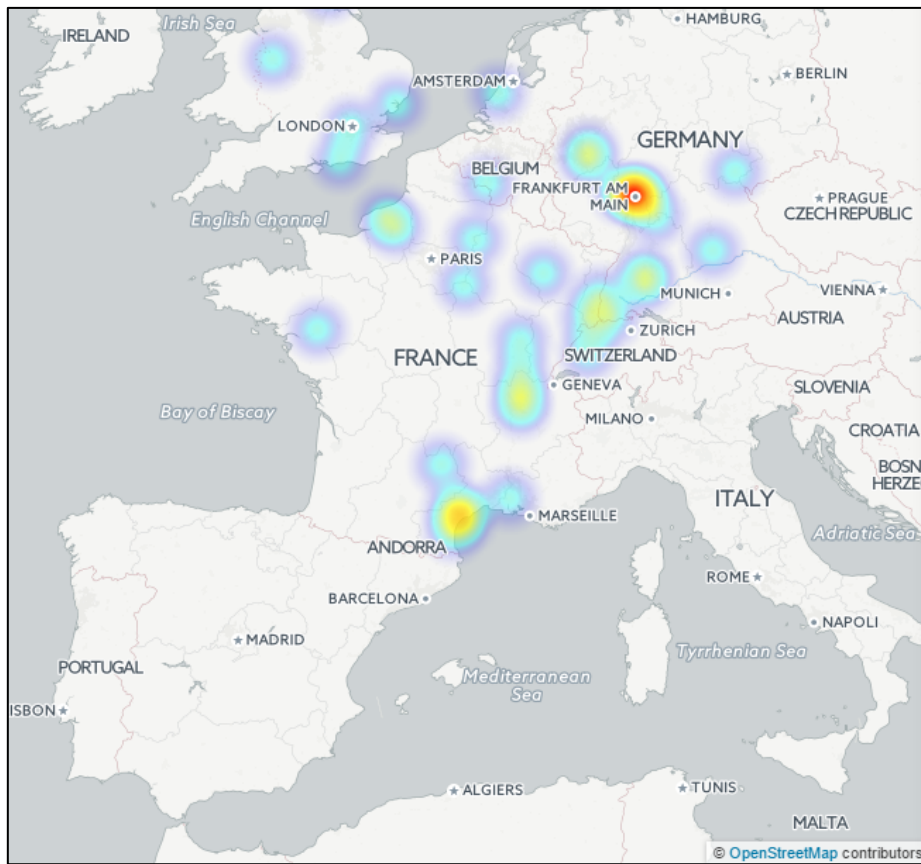 Irish Sea
HAMBURG
IRELAND
BERLIN
AMSTERDAM
LONDON
GERMANY
BELGIUM
FRANKFURT AM
MAIN
PRAGUE
CZECH REPUBLIC
English Channel
PARIS
MUNICH
VIENNA
AUSTRIA
ZURICH
FRANCE
SWITZERLAND
GENEVA
SLOVENIA
Bay of Biscay
MILANO
CROATIA
BOSN
HERZE
ITALY
MARSEILLE
Adriatic Sea
ANDORRA
ROME
BARCELONA
NAPOLI
MADRID
Tyrrhenian Sea
PORTUGAL
Mediterranean
Sea
ISBON
ALGIERS
TUNIS
MALTA
© OpenStreetMap contributors